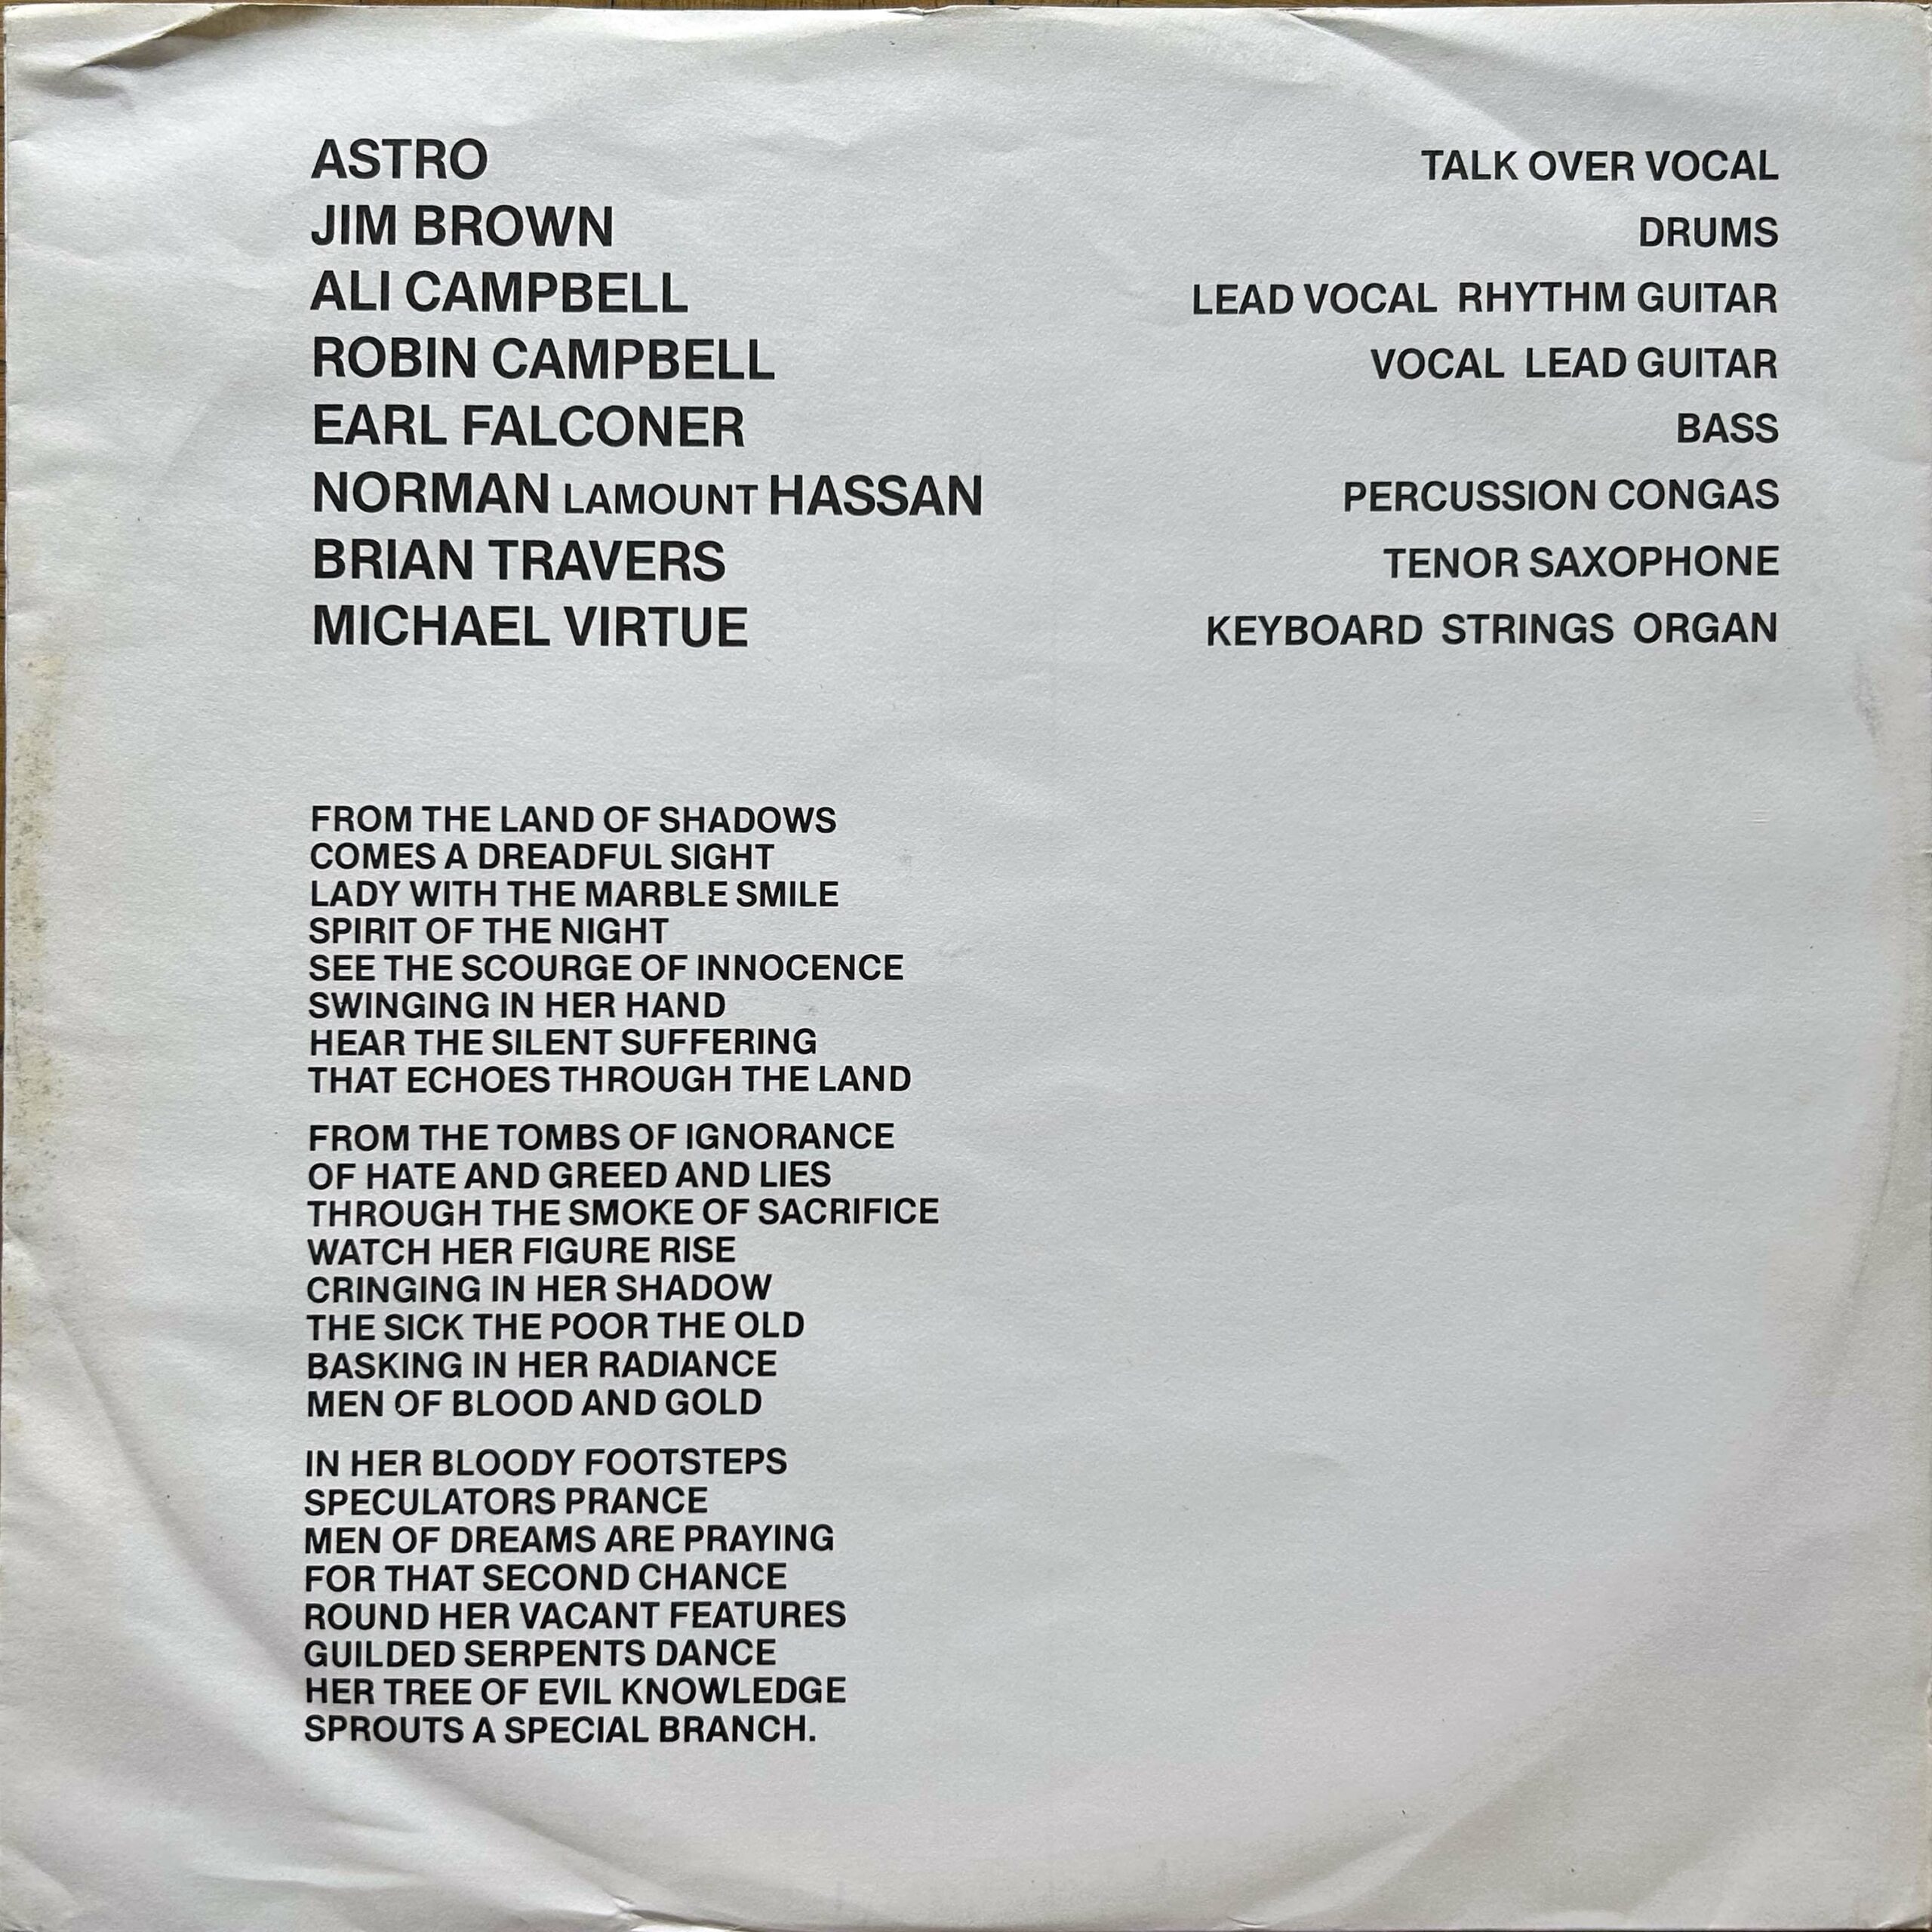 ASTRO TALK OVER VOCAL
JIM BROWN DRUMS
ALI CAMPBELL LEAD VOCAL RHYTHM GUITAR
ROBIN CAMPBELL VOCAL LEAD GUITAR
EARL FALCONER BASS
NORMAN LAMOUNT HASSAN PERCUSSION CONGAS
BRIAN TRAVERS TENOR SAXOPHONE
MICHAEL VIRTUE KEYBOARD STRINGS ORGAN
FROM THE LAND OF SHADOWS
COMES A DREADFUL SIGHT
LADY WITH THE MARBLE SMILE
SPIRIT OF THE NIGHT
SEE THE SCOURGE OF INNOCENCE
SWINGING IN HER HAND
HEAR THE SILENT SUFFERING
THAT ECHOES THROUGH THE LAND
FROM THE TOMBS OF IGNORANCE
OF HATE AND GREED AND LIES
THROUGH THE SMOKE OF SACRIFICE
WATCH HER FIGURE RISE
CRINGING IN HER SHADOW
THE SICK THE POOR THE OLD
BASKING IN HER RADIANCE
MEN OF BLOOD AND GOLD
IN HER BLOODY FOOTSTEPS
SPECULATORS PRANCE
MEN OF DREAMS ARE PRAYING
FOR THAT SECOND CHANCE
ROUND HER VACANT FEATURES
GUILDED SERPENTS DANCE
HER TREE OF EVIL KNOWLEDGE
SPROUTS A SPECIAL BRANCH.